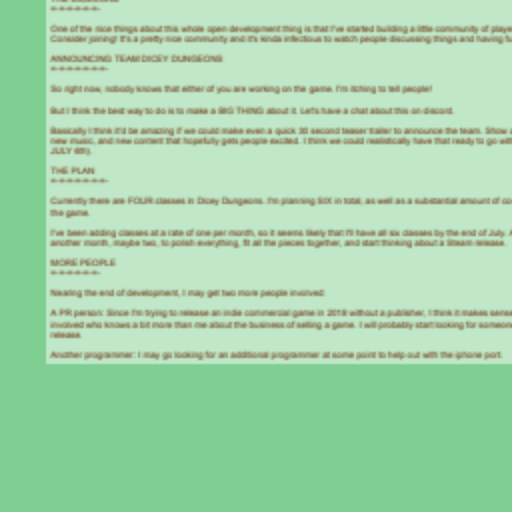 =-=-=-=-=-=-
One of the nice things about this whole open development thing is that I've started building a little community of playe
Consider joining! It's a pretty nice community and it's kinda infectious to watch people discussing things and having fu
ANNOUNCING TEAM DICEY DUNGEONS
=-=-=-=-=-=-=-
So right now, nobody knows that either of you are working on the game. I'm itching to tell people!
But I think the best way to do is to make a BIG THING about it. Let's have a chat about this on discord.
Basically I think it'd be amazing if we could make even a quick 30 second teaser trailer to announce the team. Show
new music, and new content that hopefully gets people excited. I think we could realistically have that ready to go wit
JULY 6th).
THE PLAN
=-=-=-=-=-=-=-
Currently there are FOUR classes in Dicey Dungeons. I'm planning SIX in total, as well as a substantial amount of co
the game.
I've been adding classes at a rate of one per month, so it seems likely that I'll have all six classes by the end of July.
another month, maybe two, to polish everything, fit all the pieces together, and start thinking about a Steam release.
MORE PEOPLE
=-=-=-=-=-=-
Nearing the end of development, I may get two more people involved:
A PR person: Since I'm trying to release an indie commercial game in 2018 without a publisher, I think it makes sense
involved who knows a bit more than me about the business of selling a game. I will probably start looking for someon
release.
Another programmer: I may go looking for an additional programmer at some point to help out with the iphone port.